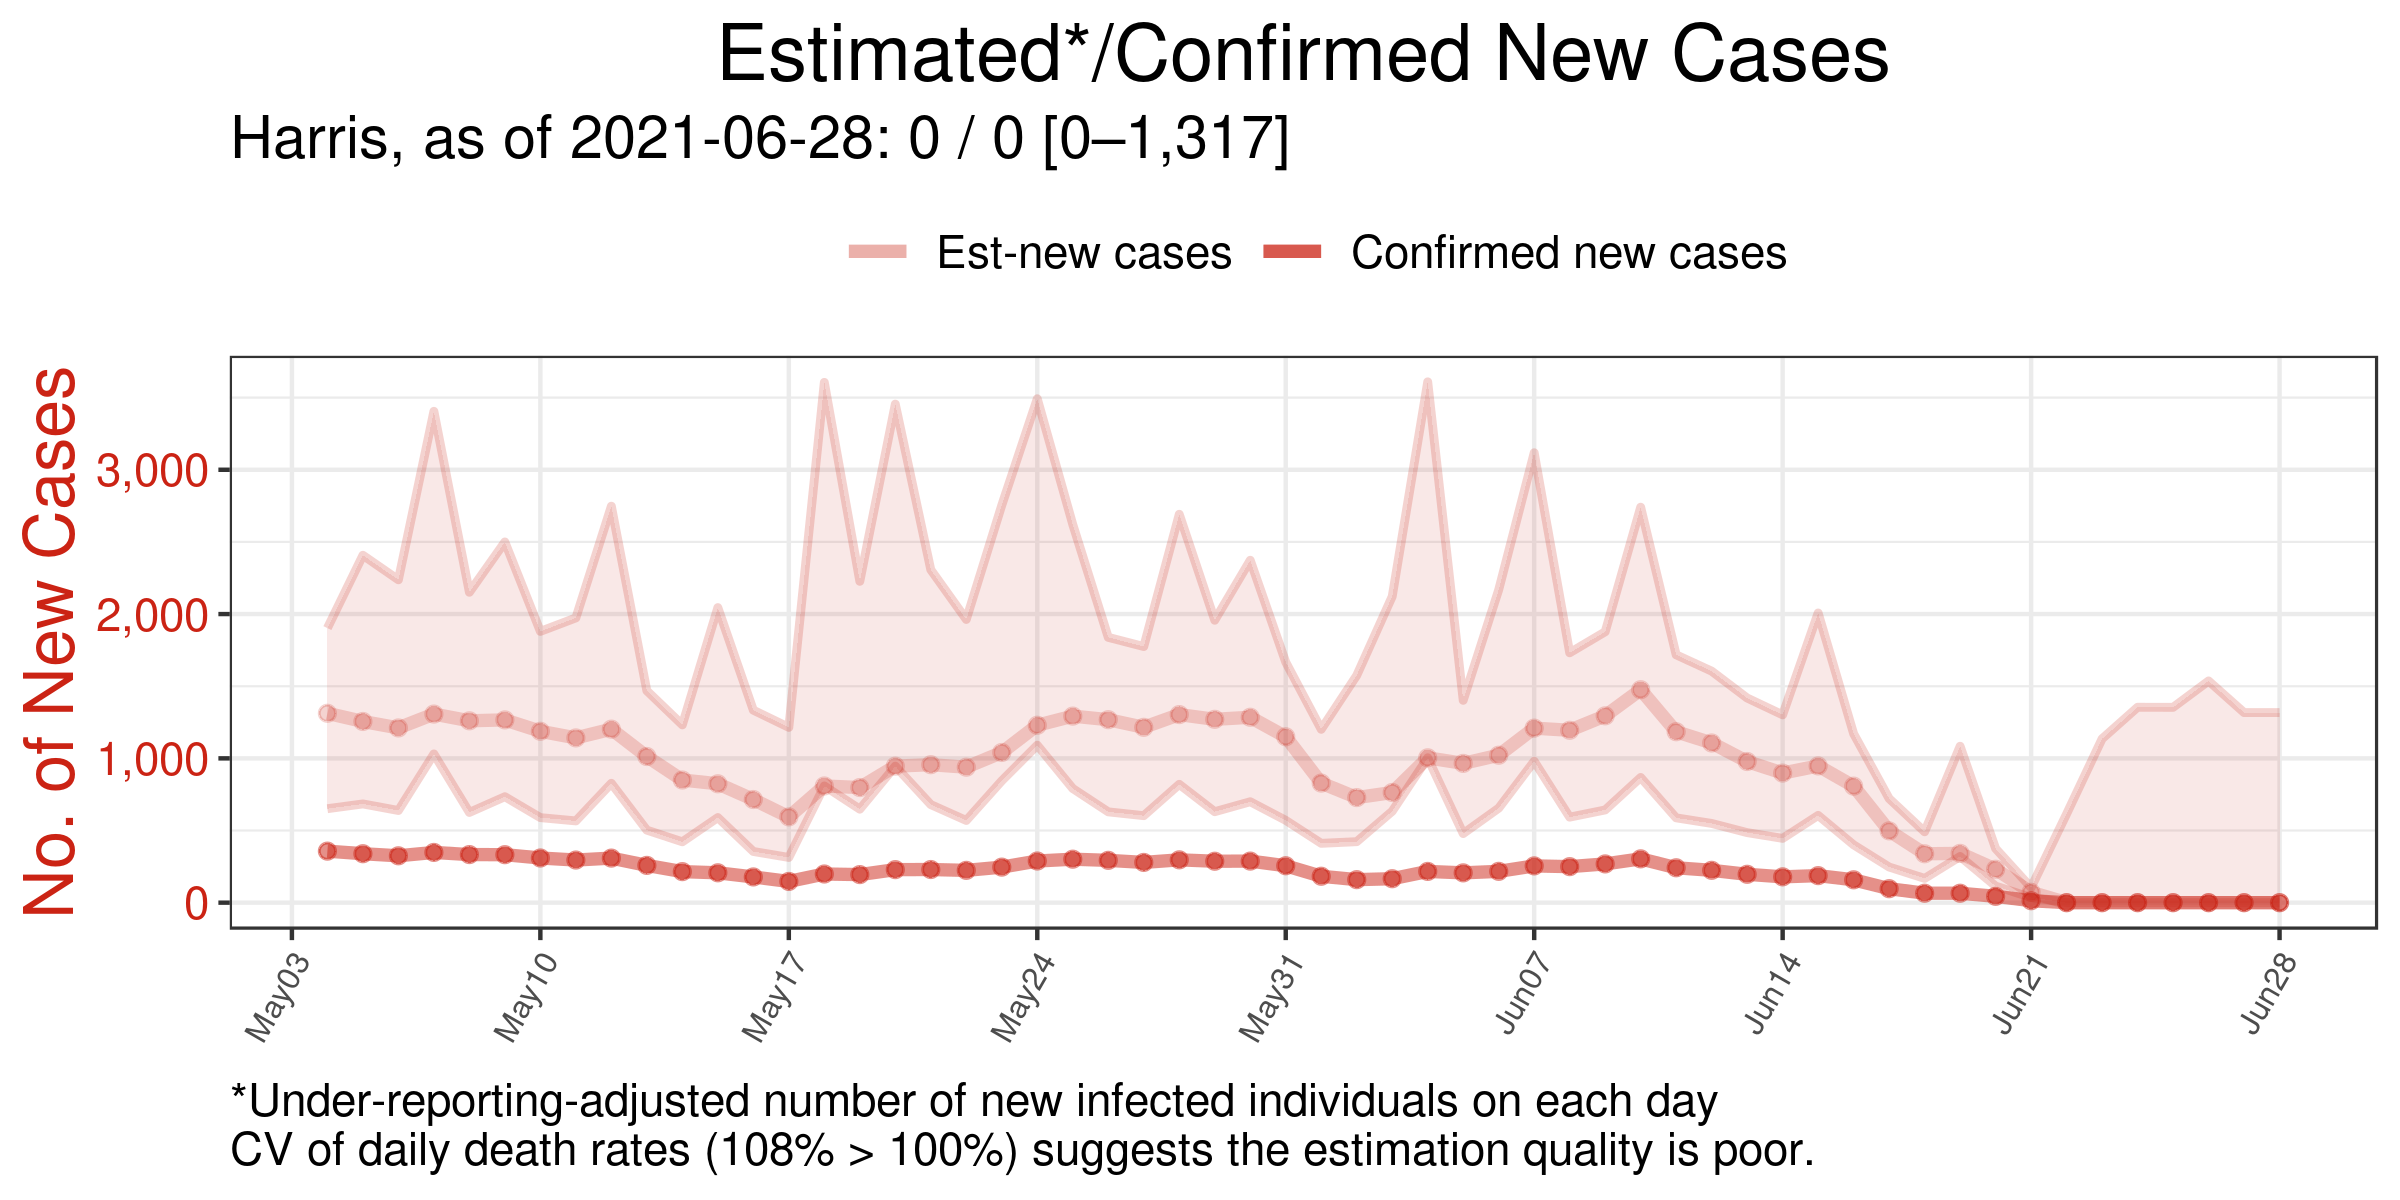 Estimated*/Confirmed New Cases
Harris, as of 2021-06-28: 0 / 0 [0–1,317]
Est-new cases Confirmed new cases
No. of New Cases
3,000
2,000
1,000
0
May03 May10 May17 May24 May31 Jun07 Jun14 Jun21 Jun28
*Under-reporting-adjusted number of new infected individuals on each day
CV of daily death rates (108% > 100%) suggests the estimation quality is poor.